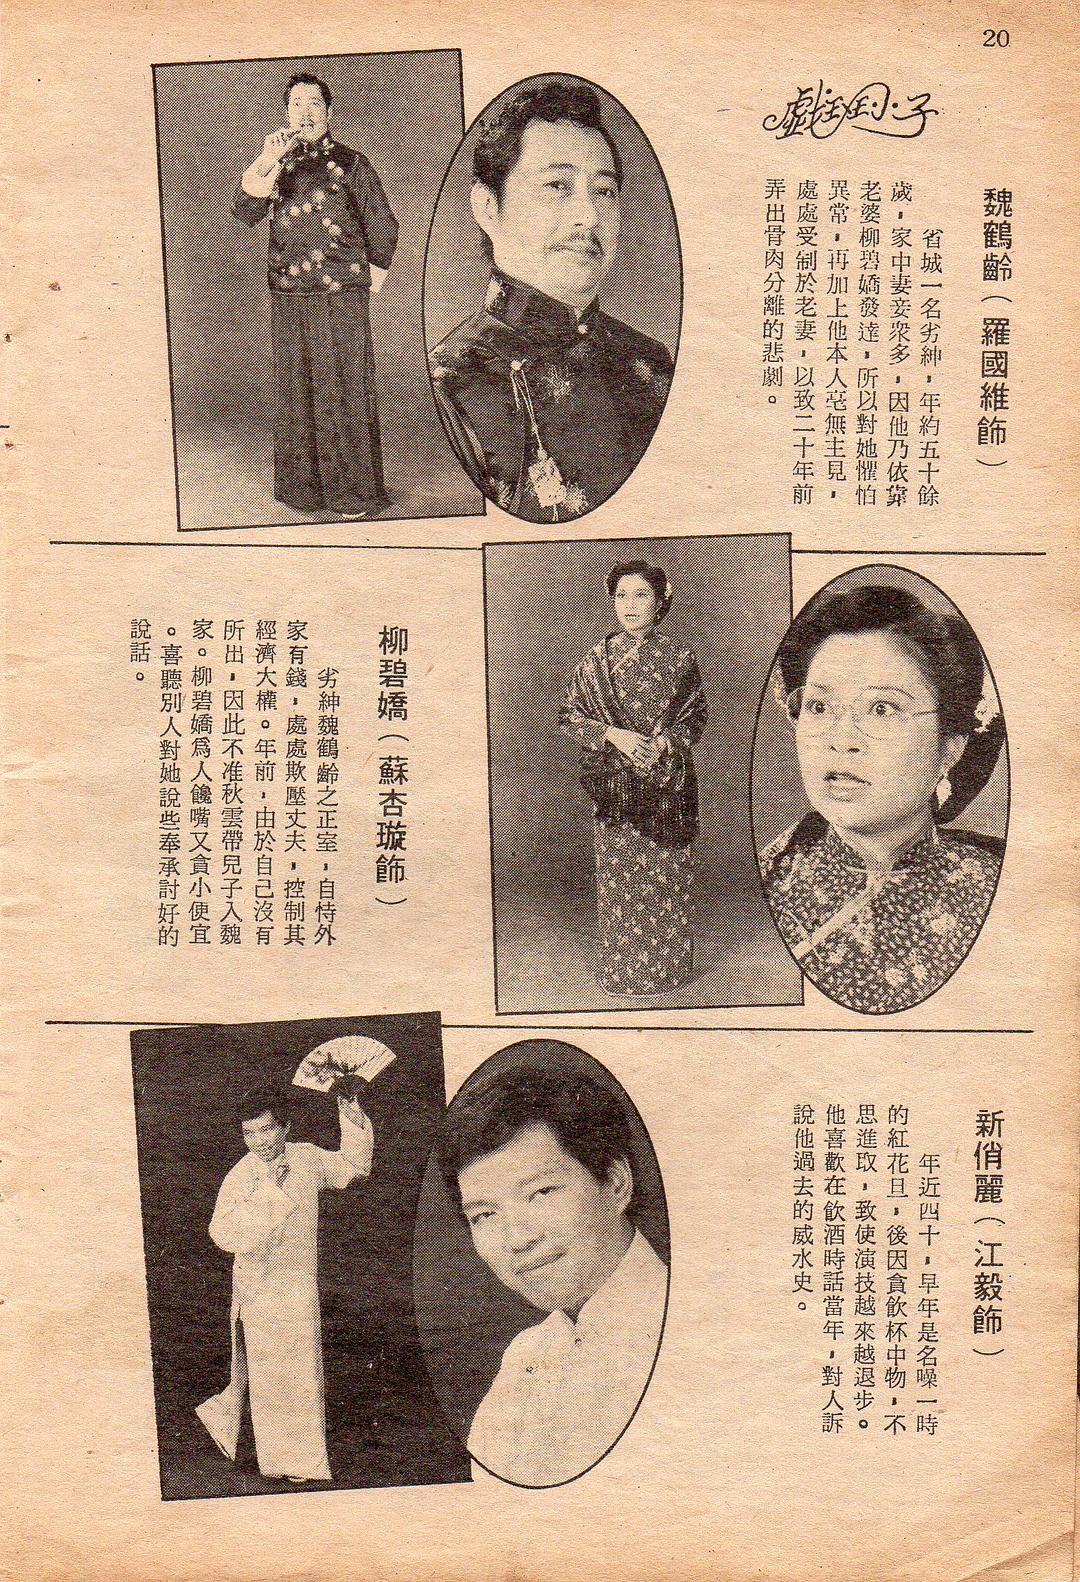 20
戲班小子
魏鶴齡（羅國維飾）
省城一名劣紳，年約五十餘
歲，家中妻妾衆多，因他乃依靠
老婆柳碧嬌發達，所以對她懼怕
異常，再加上他本人亳無主見，
處處受制於老妻，以致二十年前
弄出骨肉分離的悲劇。
柳碧嬌（蘇杏璇飾）
劣紳魏鶴齡之正室，自恃外
家有錢，處處欺壓丈夫，控制其
經濟大權。年前，由於自己沒有
所出，因此不准秋雲帶兒子入魏
家。柳碧嬌爲人饞嘴又貪小便宜
。喜聽別人對她說些奉承討好的
說話。
新俏麗（江毅飾）
年近四十，早年是名噪一時
的紅花旦，後因貪飲杯中物，不
思進取，致使演技越來越退步。
他喜歡在飲酒時話當年，對人訴
說他過去的威水史。